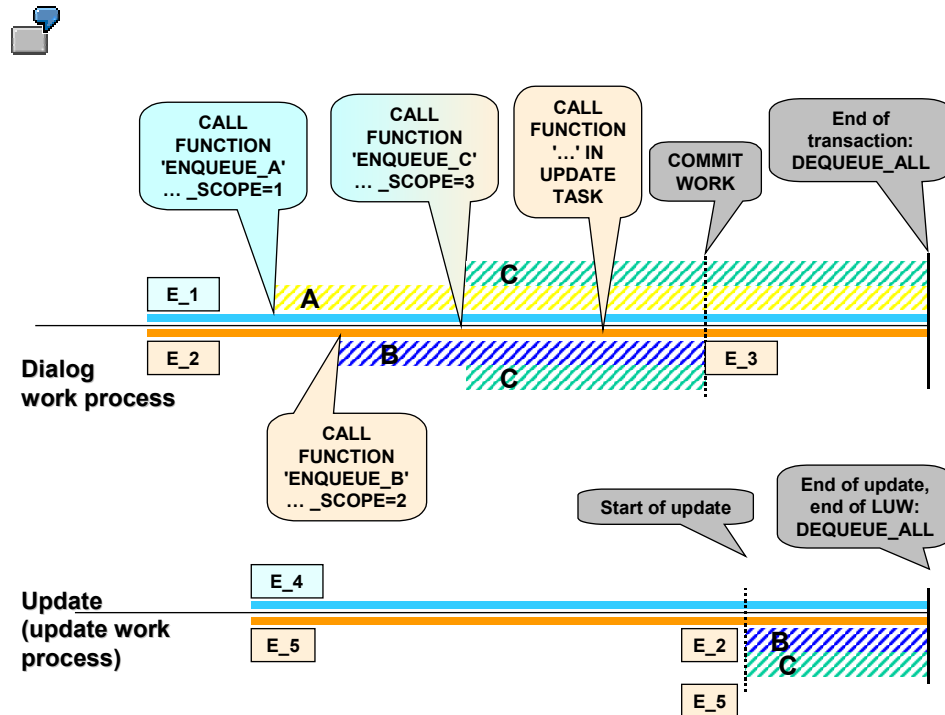 CALL
FUNCTION
'ENQUEUE_A'
… _SCOPE=1
CALL
FUNCTION
'ENQUEUE_C'
… _SCOPE=3
CALL
FUNCTION
'…' IN
UPDATE
TASK
COMMIT
WORK
End of
transaction:
DEQUEUE_ALL
C
E_1
A
E_2
B
E_3
C
Dialog
work process
CALL
FUNCTION
'ENQUEUE_B'
… _SCOPE=2
Start of update
End of update,
end of LUW:
DEQUEUE_ALL
E_4
Update
(update work
process)
E_5
E_2
B
C
E_5